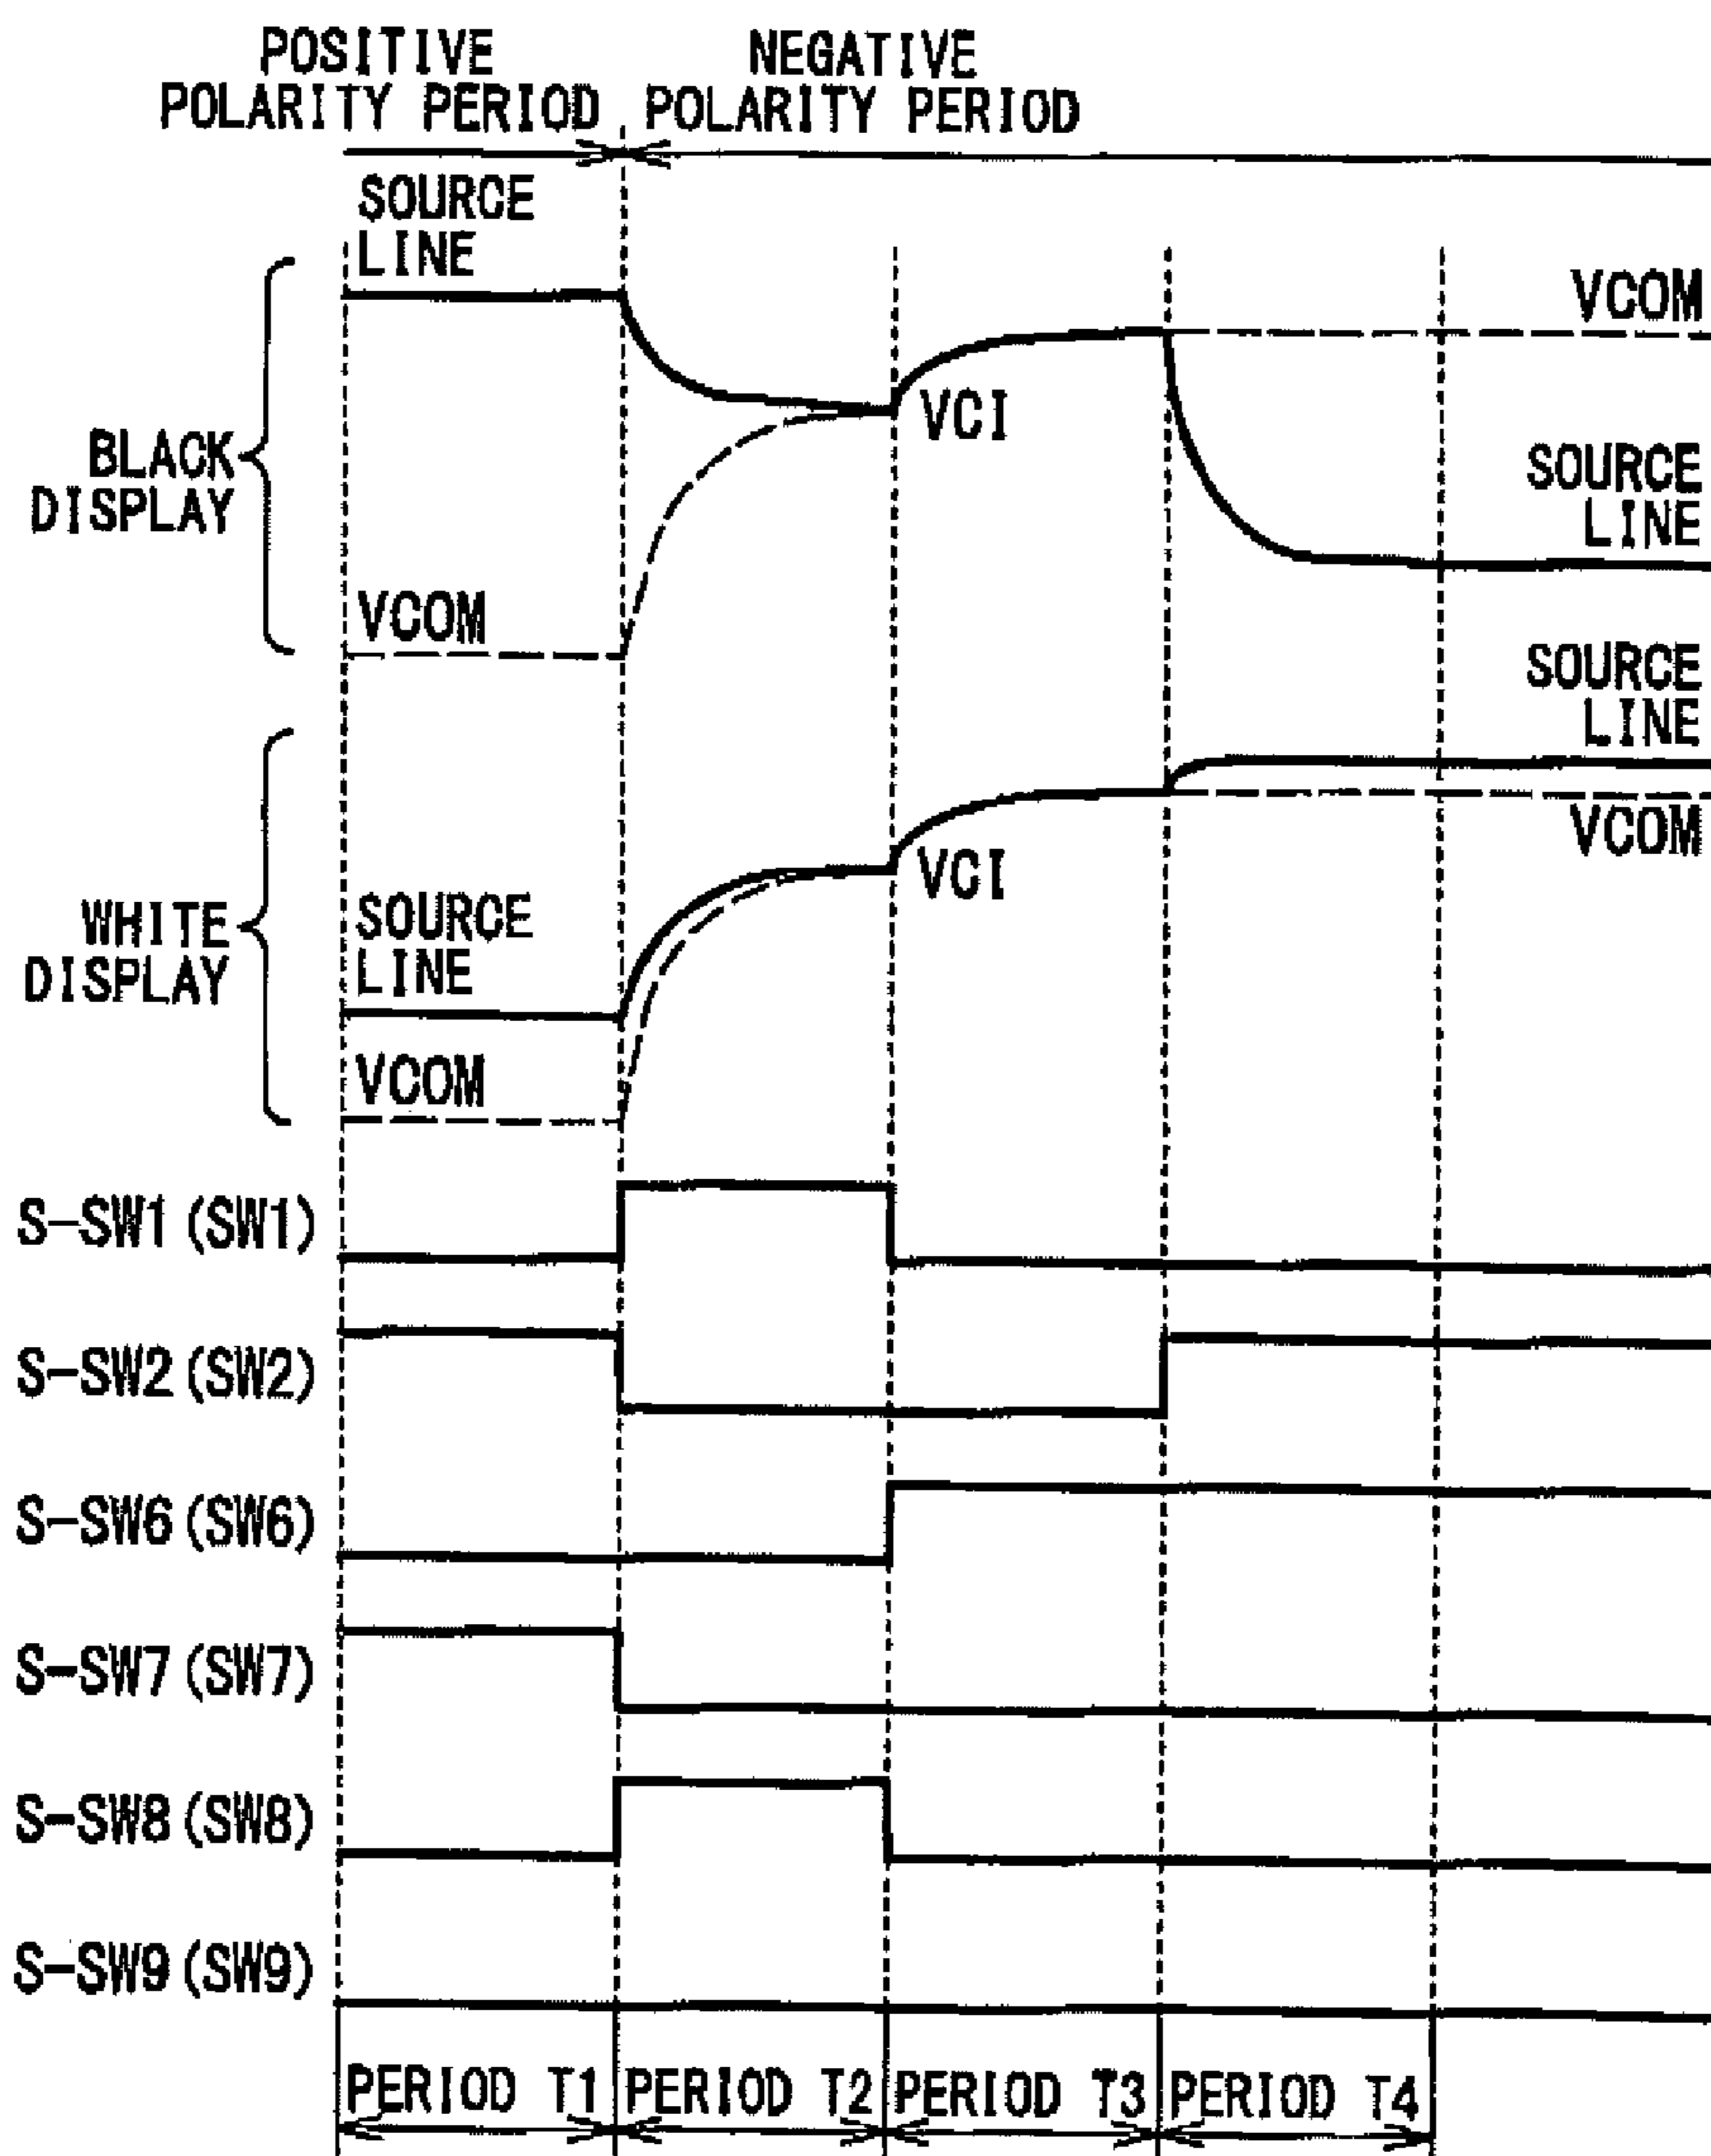 POSITIVE
POLARITY PERIOD
NEGATIVE
POLARITY PERIOD
SOURCE
LINE
VCOM
VCI
BLACK
DISPLAY
SOURCE
LINE
VCOM
SOURCE
LINE
VCOM
VCI
WHITE
DISPLAY
SOURCE
LINE
VCOM
S-SW1(SW1)
S-SW2(SW2)
S-SW6(SW6)
S-SW7(SW7)
S-SW8(SW8)
S-SW9(SW9)
PERIOD T1
PERIOD T2
PERIOD T3
PERIOD T4